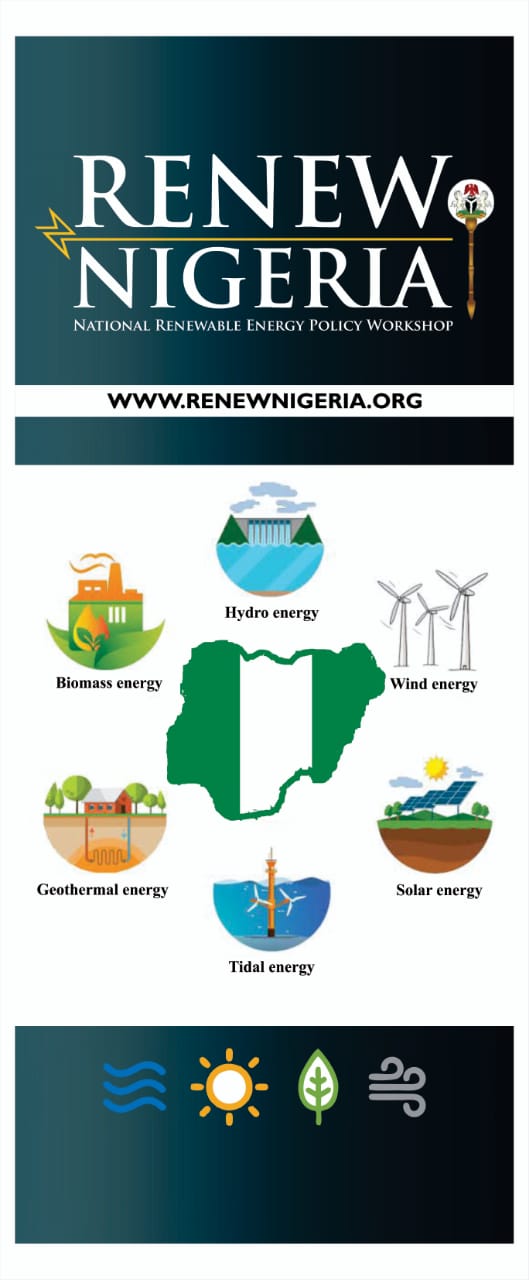 RENEW
NIGERIA
NATIONAL RENEWABLE ENERGY POLICY WORKSHOP
WWW.RENEWNIGERIA.ORG
Hydro energy
Biomass energy
Wind energy
Geothermal energy
Solar energy
Tidal energy